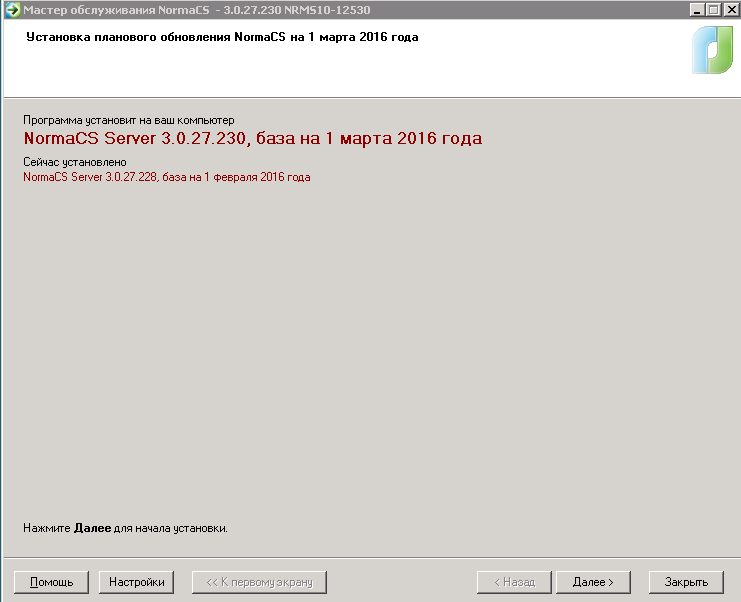 Мастер обслуживания NormaCS - 3.0.27.230 NRMS10-12530
Установка планового обновления NormaCS на 1 марта 2016 года
Программа установит на ваш компьютер
NormaCS Server 3.0.27.230, база на 1 марта 2016 года
Сейчас установлено
NormaCS Server 3.0.27.228, база на 1 февраля 2016 года
Нажмите Далее для начала установки.
Помощь Настройки << К первому экрану < Назад Далее > Закрыть